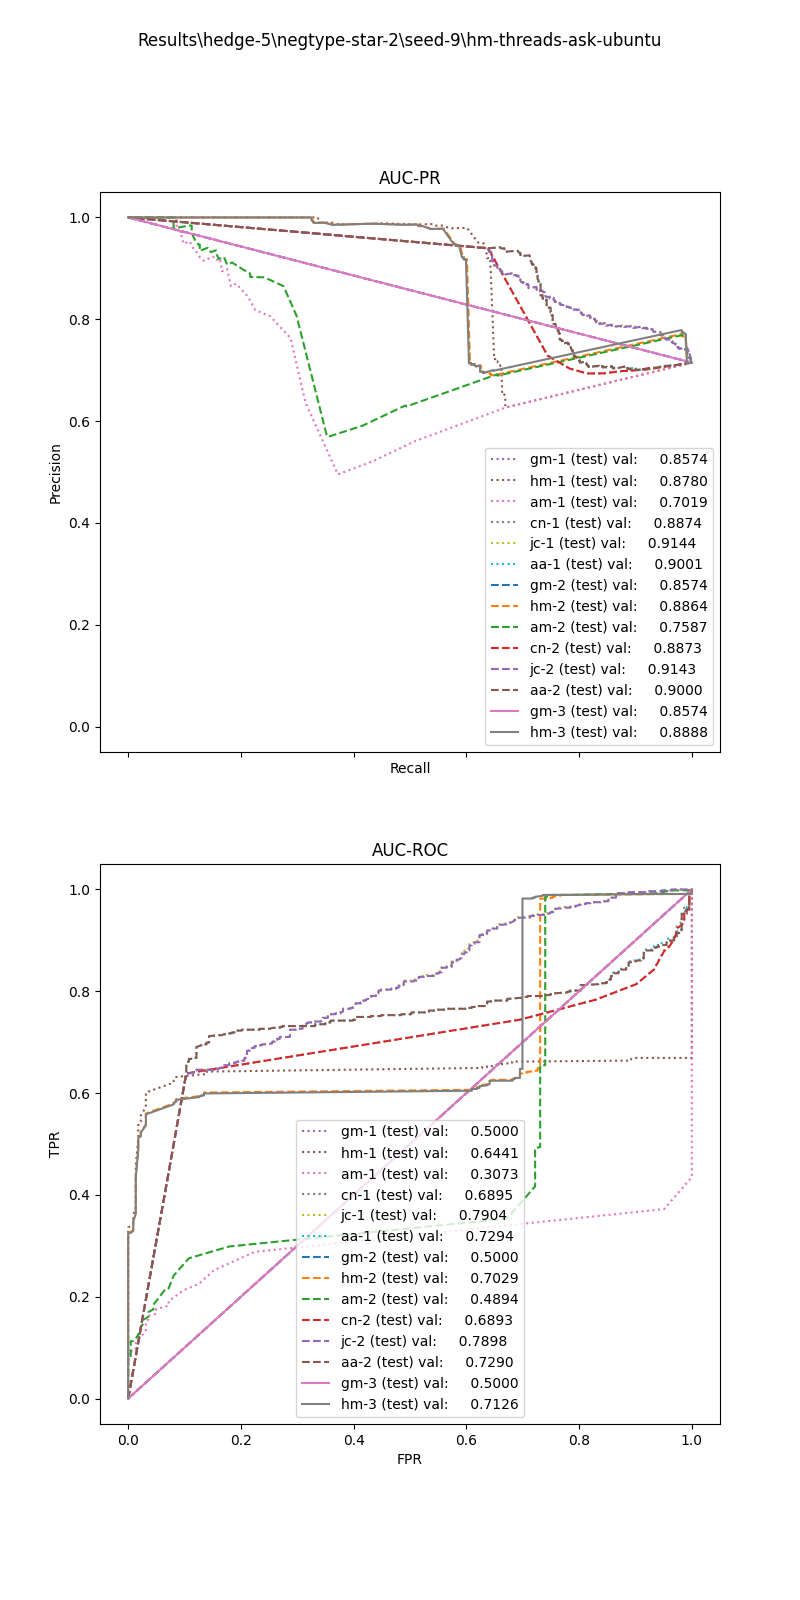 Results\hedge-5\negtype-star-2\seed-9\hm-threads-ask-ubuntu
AUC-PR
1.0
0.8
0.6
0.4
0.2
0.0
Precision
gm-1 (test) val: 0.8574
hm-1 (test) val: 0.8780
am-1 (test) val: 0.7019
cn-1 (test) val: 0.8874
jc-1 (test) val: 0.9144
aa-1 (test) val: 0.9001
gm-2 (test) val: 0.8574
hm-2 (test) val: 0.8864
am-2 (test) val: 0.7587
cn-2 (test) val: 0.8873
jc-2 (test) val: 0.9143
aa-2 (test) val: 0.9000
gm-3 (test) val: 0.8574
hm-3 (test) val: 0.8888
Recall
AUC-ROC
1.0
0.8
0.6
0.4
0.2
0.0
TPR
gm-1 (test) val: 0.5000
hm-1 (test) val: 0.6441
am-1 (test) val: 0.3073
cn-1 (test) val: 0.6895
jc-1 (test) val: 0.7904
aa-1 (test) val: 0.7294
gm-2 (test) val: 0.5000
hm-2 (test) val: 0.7029
am-2 (test) val: 0.4894
cn-2 (test) val: 0.6893
jc-2 (test) val: 0.7898
aa-2 (test) val: 0.7290
gm-3 (test) val: 0.5000
hm-3 (test) val: 0.7126
0.0 0.2 0.4 0.6 0.8 1.0
FPR